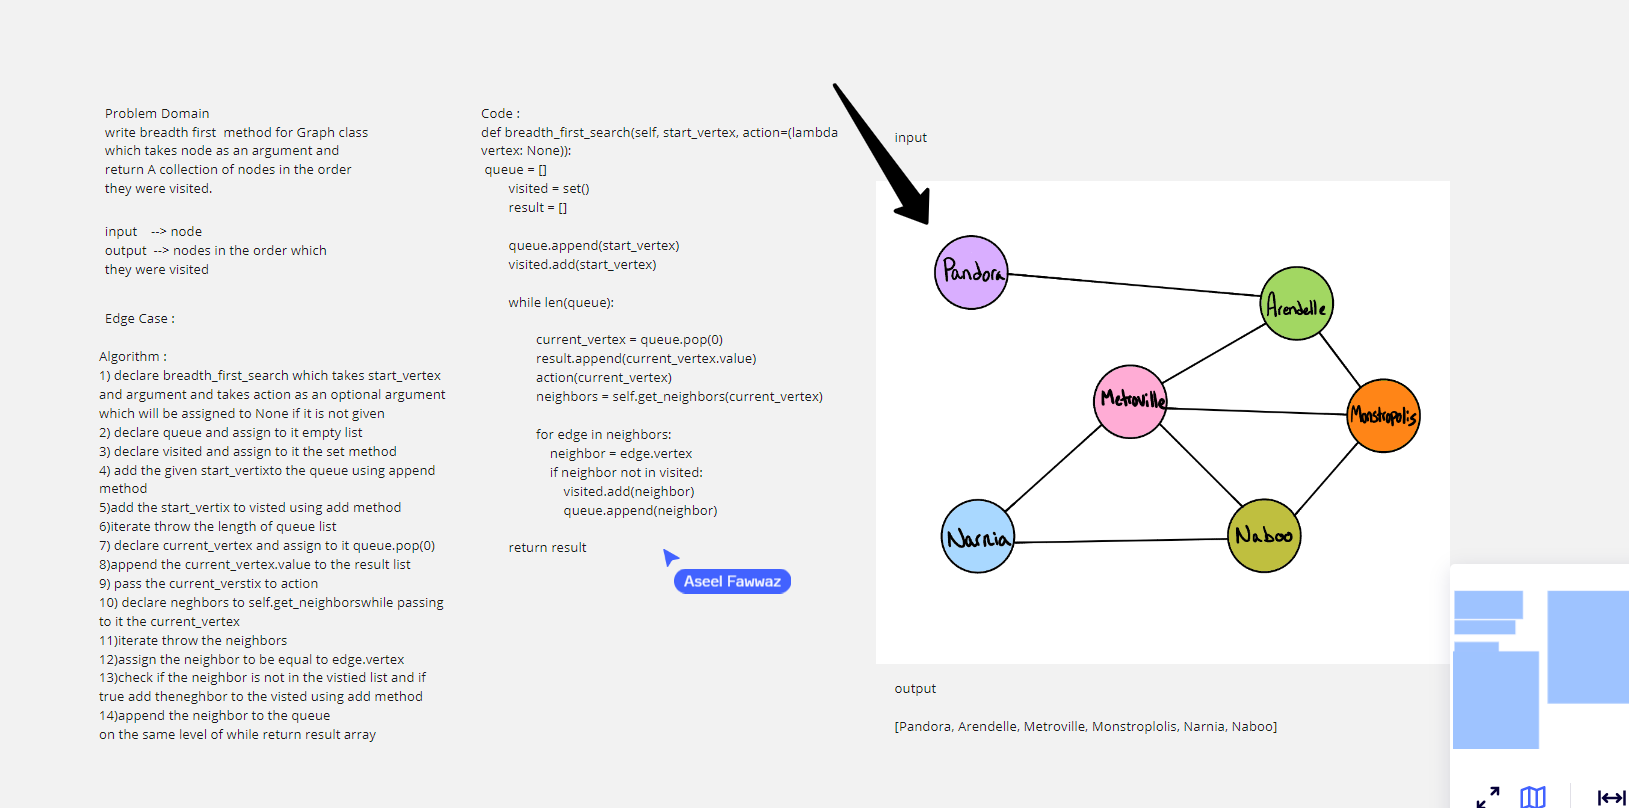 Problem Domain
write breadth first  method for Graph class
which takes node as an argument and
return A collection of nodes in the order
they were visited.
input    --> node
output  --> nodes in the order which
they were visited
Edge Case :
Algorithm :
1) declare breadth_first_search which takes start_vertex
and argument and takes action as an optional argument
which will be assigned to None if it is not given
2) declare queue and assign to it empty list
3) declare visited and assign to it the set method
4) add the given start_vertixto the queue using append
method
5)add the start_vertix to visted using add method
6)iterate throw the length of queue list
7) declare current_vertex and assign to it queue.pop(0)
8)append the current_vertex.value to the result list
9) pass the current_verstix to action
10) declare neghbors to self.get_neighborswhile passing
to it the current_vertex
11)iterate throw the neighbors
12)assign the neighbor to be equal to edge.vertex
13)check if the neighbor is not in the vistied list and if
true add theneghbor to the visted using add method
14)append the neighbor to the queue
on the same level of while return result array
Code :
def breadth_first_search(self, start_vertex, action=(lambda
vertex: None)):
queue = []
visited = set()
result = []
queue.append(start_vertex)
visited.add(start_vertex)
while len(queue):
current_vertex = queue.pop(0)
result.append(current_vertex.value)
action(current_vertex)
neighbors = self.get_neighbors(current_vertex)
for edge in neighbors:
neighbor = edge.vertex
if neighbor not in visited:
visited.add(neighbor)
queue.append(neighbor)
return result
Aseel Fawwaz
input
Pandora
Arendelle
Metroville
Monstropolis
Narnia
Naboo
output
[Pandora, Arendelle, Metroville, Monstroplolis, Narnia, Naboo]